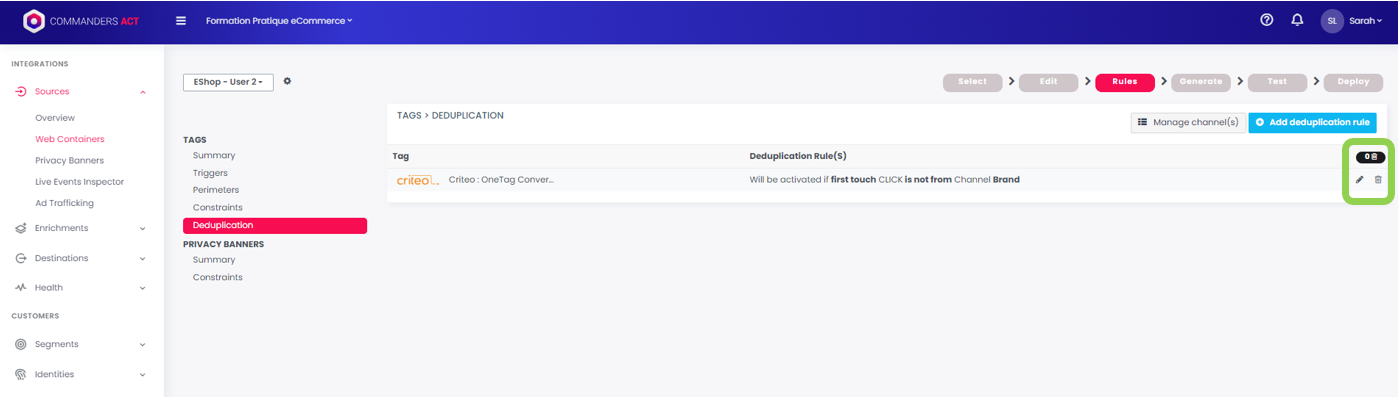 COMMANDERS ACT
Formation Pratique eCommerce
SL
Sarah
INTEGRATIONS
Sources
Overview
Web Containers
Privacy Banners
Live Events Inspector
Ad Trafficking
Enrichments
Destinations
Health
CUSTOMERS
Segments
Identities
EShop - User 2
Select
Edit
Rules
Generate
Test
Deploy
TAGS
Summary
Triggers
Perimeters
Constraints
Deduplication
PRIVACY BANNERS
Summary
Constraints
TAGS > DEDUPLICATION
Manage channel(s)
Add deduplication rule
Tag
Deduplication Rule(S)
0
criteo
Criteo : OneTag Conver...
Will be activated if first touch CLICK is not from Channel Brand